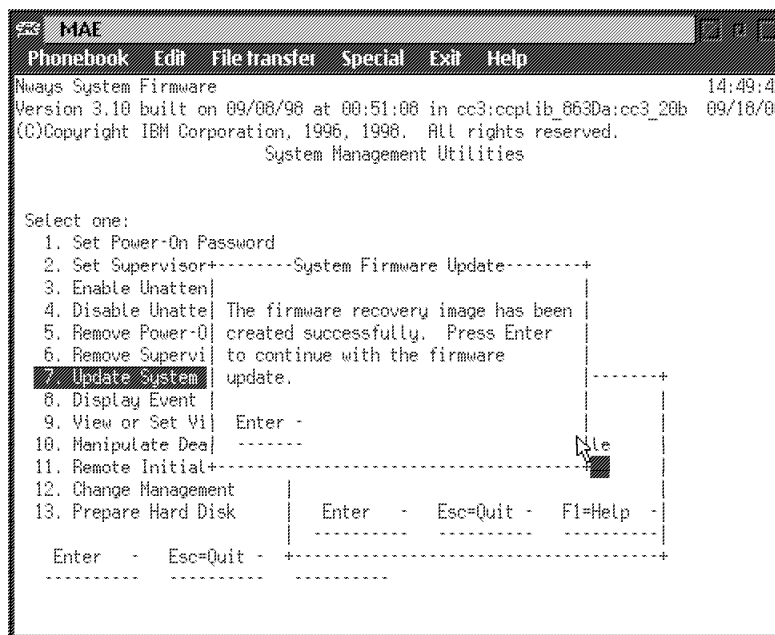 MAE
Phonebook Edit File transfer Special Exit Help
Nways System Firmware 14:49:4
Version 3.10 built on 09/08/98 at 00:51:08 in cc3:ccplib_863Da:cc3_20b 09/18/0
(C)Copyright IBM Corporation, 1996, 1998. All rights reserved.
System Management Utilities
Select one:
1. Set Power-On Password
2. Set Supervisor+--------System Firmware Update--------+
3. Enable Unatten|
4. Disable Unatte| The firmware recovery image has been |
5. Remove Power-O| created successfully. Press Enter |
6. Remove Supervi| to continue with the firmware |
7. Update System | update. |-------+
8. Display Event |
9. View or Set Vi| Enter -
10. Manipulate Dea| ------- le |
11. Remote Initial+
12. Change Management |
13. Prepare Hard Disk | Enter - Esc=Quit - F1=Help -|
Enter - Esc=Quit -